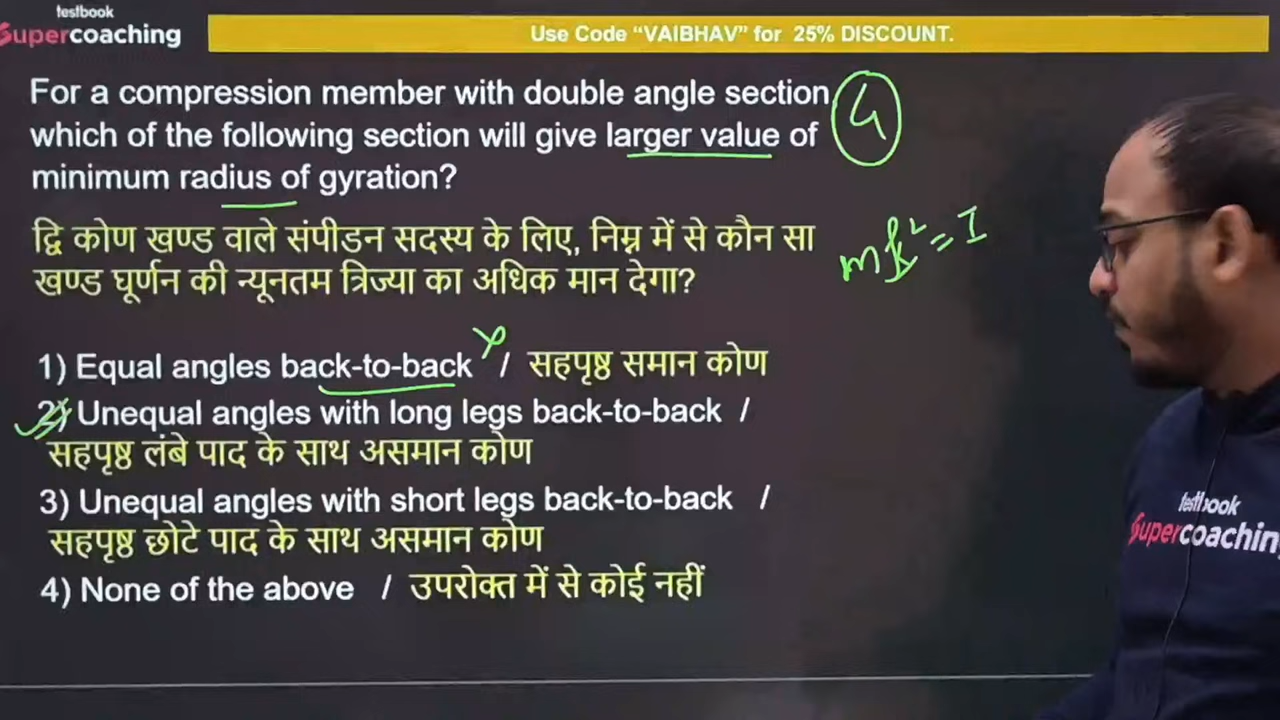 testbook
Supercoaching
Use Code “VAIBHAV” for 25% DISCOUNT.
For a compression member with double angle section
which of the following section will give larger value of
minimum radius of gyration?
4
द्वि कोण खण्ड वाले संपीडन सदस्य के लिए, निम्न में से कौन सा
खण्ड घूर्णन की न्यूनतम त्रिज्या का अधिक मान देगा?
mk² = I
1) Equal angles back-to-back / सहपृष्ठ समान कोण
2) Unequal angles with long legs back-to-back /
सहपृष्ठ लंबे पाद के साथ असमान कोण
3) Unequal angles with short legs back-to-back /
सहपृष्ठ छोटे पाद के साथ असमान कोण
4) None of the above / उपरोक्त में से कोई नहीं
testbook
Supercoachin